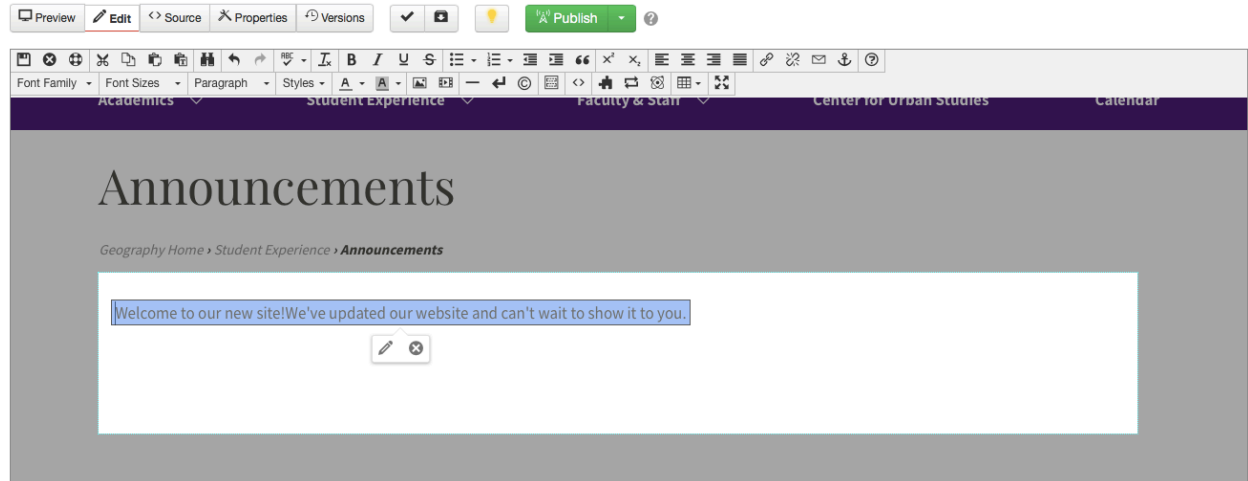 Preview Edit Source Properties Versions Publish
ABC
Font Family Font Sizes Paragraph Styles A A
Academics Student Experience Faculty & Staff Center for Urban Studies Calendar
Announcements
Geography Home › Student Experience › Announcements
Welcome to our new site!We've updated our website and can't wait to show it to you.